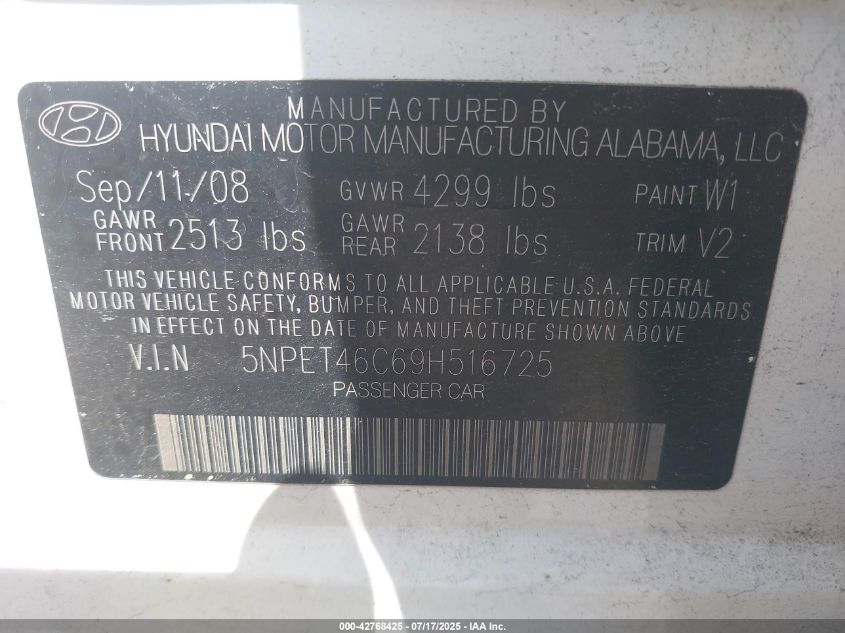 MANUFACTURED BY
HYUNDAI MOTOR MANUFACTURING ALABAMA, LLC
Sep/11/08 GVWR 4299 lbs PAINT W1
GAWR FRONT 2513 lbs GAWR REAR 2138 lbs TRIM V2
THIS VEHICLE CONFORMS TO ALL APPLICABLE U.S.A. FEDERAL
MOTOR VEHICLE SAFETY, BUMPER, AND THEFT PREVENTION STANDARDS
IN EFFECT ON THE DATE OF MANUFACTURE SHOWN ABOVE
V.I.N 5NPET46C69H516725
PASSENGER CAR
000-42768425 - 07/17/2025 - IAA Inc.